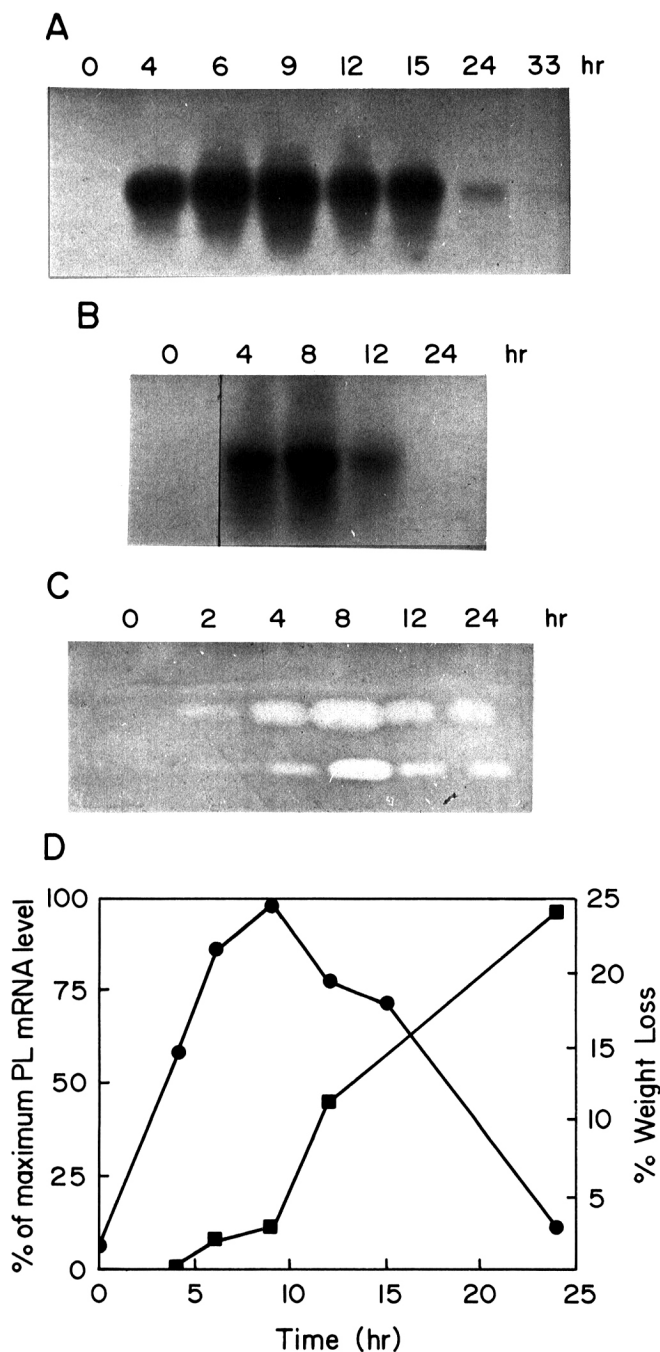 A
0 4 6 9 12 15 24 33 hr
B
0 4 8 12 24 hr
C
0 2 4 8 12 24 hr
D
% of maximum PL mRNA level
100
75
50
25
0
25
20
15
10
5
% Weight Loss
0 5 10 15 20 25
Time (hr)